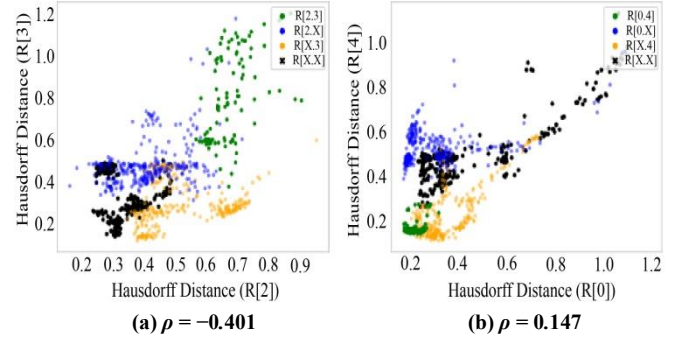 Hausdorff Distance (R[3])
1.2
1.0
0.8
0.6
0.4
0.2
R[2.3]
R[2.X]
R[X.3]
R[X.X]
0.2 0.3 0.4 0.5 0.6 0.7 0.8 0.9
Hausdorff Distance (R[2])
(a) ρ = −0.401
Hausdorff Distance (R[4])
1.0
0.8
0.6
0.4
0.2
R[0.4]
R[0.X]
R[X.4]
R[X.X]
0.2 0.4 0.6 0.8 1.0 1.2
Hausdorff Distance (R[0])
(b) ρ = 0.147